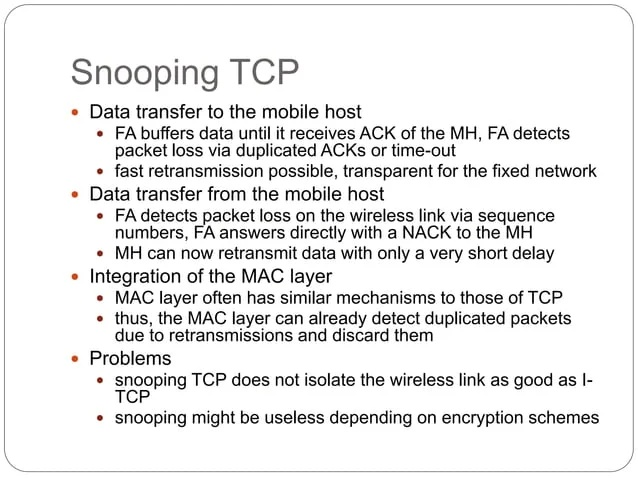 Snooping TCP
• Data transfer to the mobile host
• FA buffers data until it receives ACK of the MH, FA detects
packet loss via duplicated ACKs or time-out
• fast retransmission possible, transparent for the fixed network
• Data transfer from the mobile host
• FA detects packet loss on the wireless link via sequence
numbers, FA answers directly with a NACK to the MH
• MH can now retransmit data with only a very short delay
• Integration of the MAC layer
• MAC layer often has similar mechanisms to those of TCP
• thus, the MAC layer can already detect duplicated packets
due to retransmissions and discard them
• Problems
• snooping TCP does not isolate the wireless link as good as I-
TCP
• snooping might be useless depending on encryption schemes